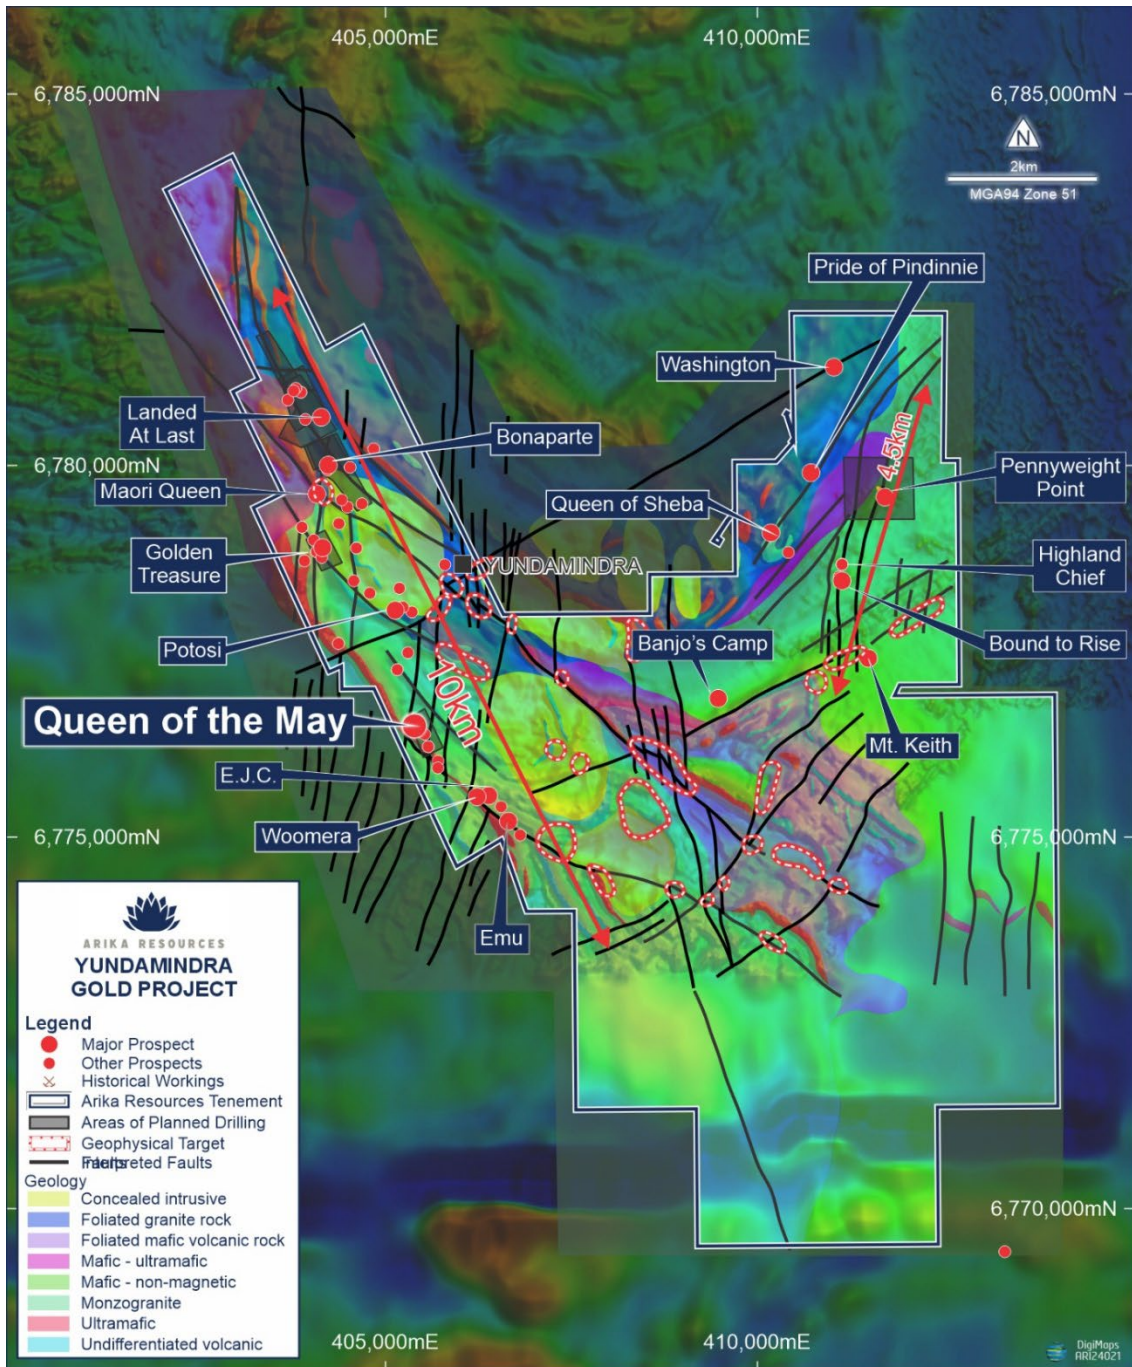 405,000mE
410,000mE
6,785,000mN
6,785,000mN
N
2km
MGA94 Zone 51
Pride of Pindinnie
Washington
Landed
At Last
Bonaparte
4.5km
6,780,000mN
6,780,000mN
Pennyweight
Point
Maori Queen
Queen of Sheba
Golden
Treasure
YUNDAMINDRA
Highland
Chief
Potosi
Banjo's Camp
Bound to Rise
10km
Queen of the May
Mt. Keith
E.J.C.
Woomera
6,775,000mN
6,775,000mN
Emu
ARIKA RESOURCES
YUNDAMINDRA
GOLD PROJECT
Legend
Major Prospect
Other Prospects
Historical Workings
Arika Resources Tenement
Areas of Planned Drilling
Geophysical Target
Interpreted Faults
Geology
Concealed intrusive
Foliated granite rock
Foliated mafic volcanic rock
Mafic - ultramafic
Mafic - non-magnetic
Monzogranite
Ultramafic
Undifferentiated volcanic
6,770,000mN
405,000mE
410,000mE
DigiMaps
ARI24021